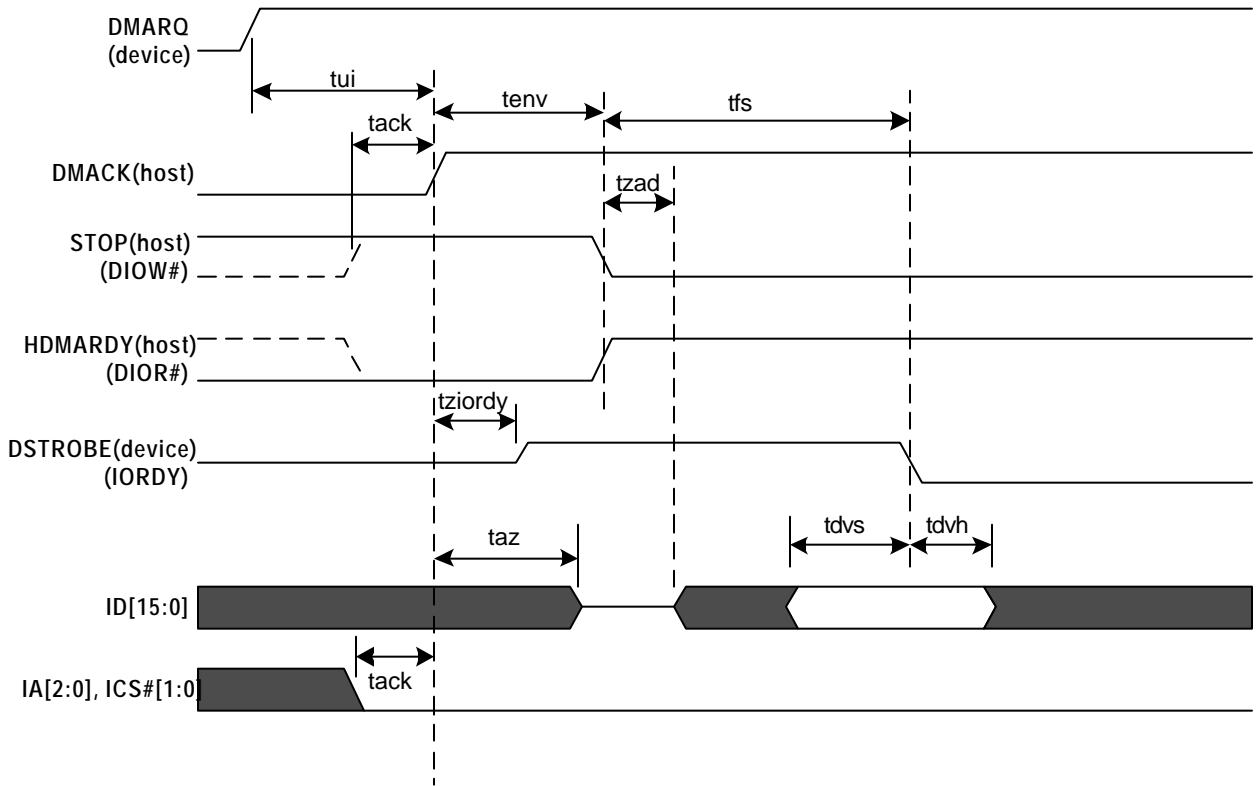 DMARQ
(device)
tui
tenv
tfs
tack
DMACK(host)
tzad
STOP(host)
(DIOW#)
HDMARDY(host)
(DIOR#)
tziordy
DSTROBE(device)
(IORDY)
taz
tdvs
tdvh
ID[15:0]
tack
IA[2:0], ICS#[1:0]